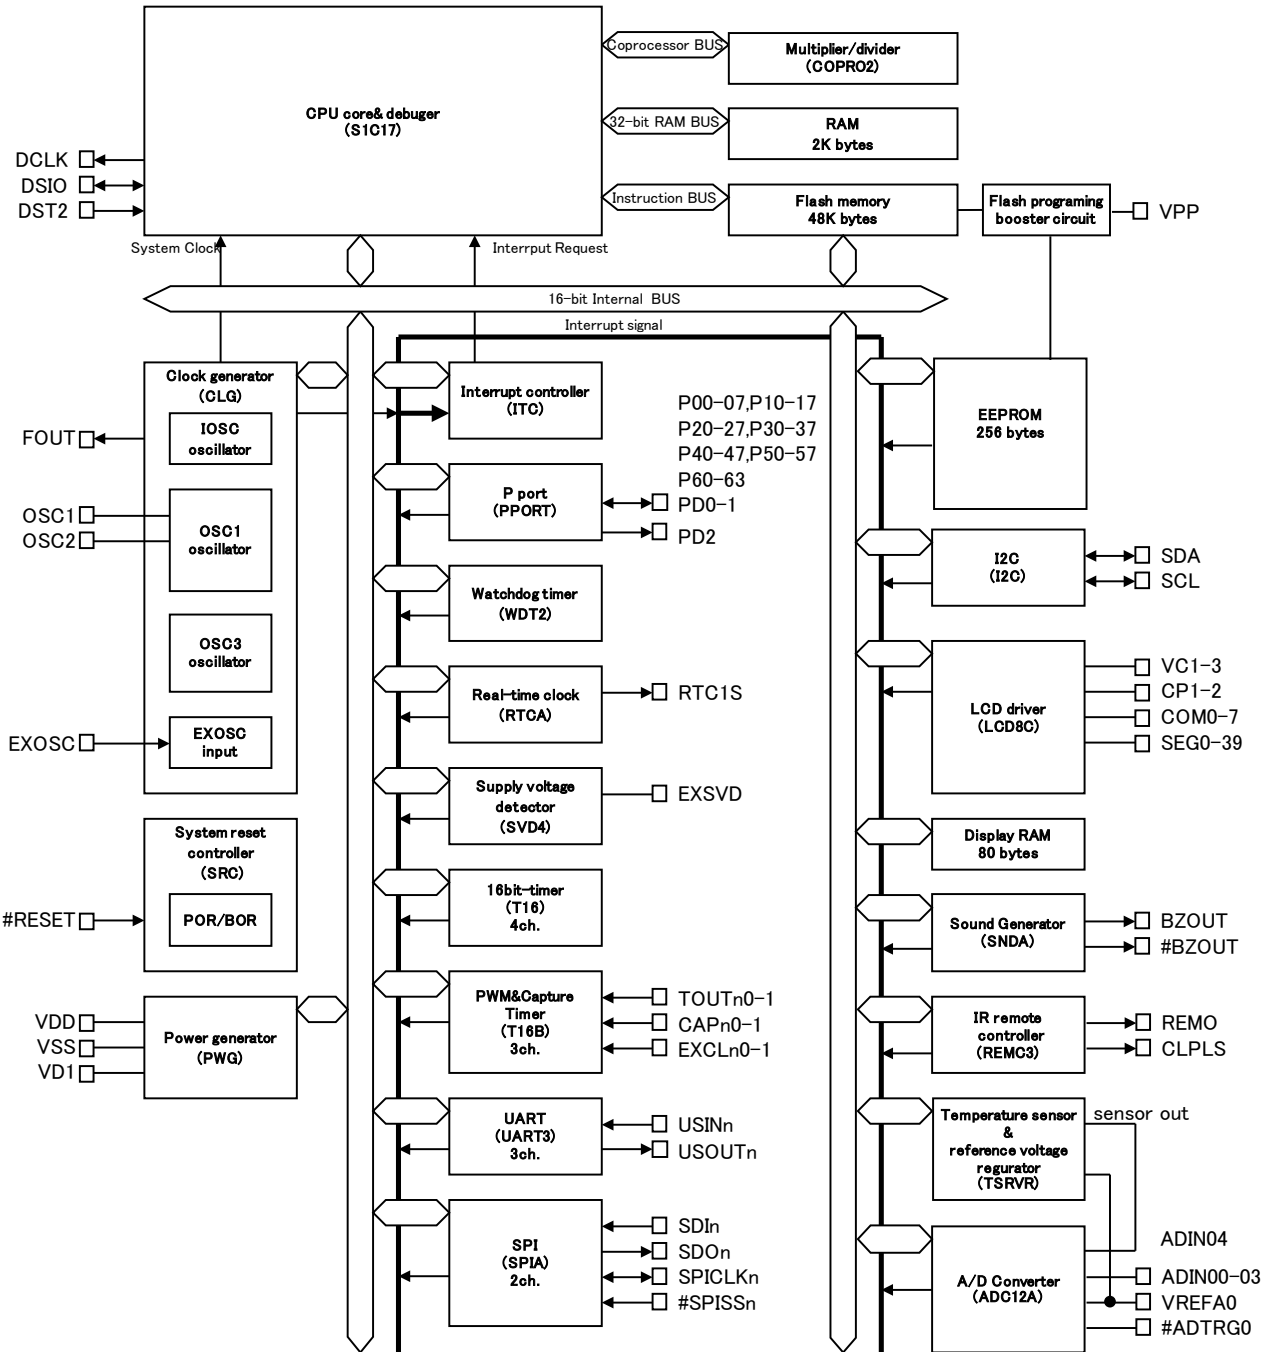 CPU core& debuger
(S1C17)
Coprocessor BUS
Multiplier/divider
(COPRO2)
32-bit RAM BUS
RAM
2K bytes
DCLK
DSIO
DST2
Instruction BUS
Flash memory
48K bytes
Flash programing
booster circuit
VPP
System Clock
Interrput Request
16-bit Internal BUS
Interrupt signal
Clock generator
(CLG)
IOSC
oscillator
FOUT
OSC1
OSC2
OSC1
oscillator
OSC3
oscillator
EXOSC
EXOSC
input
System reset
controller
(SRC)
#RESET
POR/BOR
VDD
VSS
VD1
Power generator
(PWG)
Interrupt controller
(ITC)
P00-07,P10-17
P20-27,P30-37
P40-47,P50-57
P60-63
PD0-1
PD2
P port
(PPORT)
Watchdog timer
(WDT2)
Real-time clock
(RTCA)
RTC1S
Supply voltage
detector
(SVD4)
EXSVD
16bit-timer
(T16)
4ch.
PWM&Capture
Timer
(T16B)
3ch.
TOUTn0-1
CAPn0-1
EXCLn0-1
UART
(UART3)
3ch.
USINn
USOUTn
SPI
(SPIA)
2ch.
SDIn
SDOn
SPICLKn
#SPISSn
EEPROM
256 bytes
I2C
(I2C)
SDA
SCL
LCD driver
(LCD8C)
VC1-3
CP1-2
COM0-7
SEG0-39
Display RAM
80 bytes
Sound Generator
(SNDA)
BZOUT
#BZOUT
IR remote
controller
(REMC3)
REMO
CLPLS
Temperature sensor
&
reference voltage
regurator
(TSRVR)
sensor out
A/D Converter
(ADC12A)
ADIN04
ADIN00-03
VREFA0
#ADTRG0